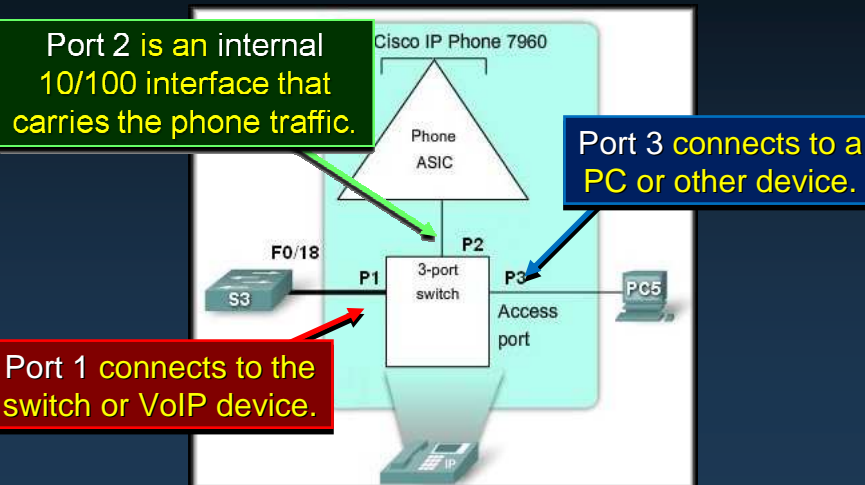 Port 2 is an internal
10/100 interface that
carries the phone traffic.
Cisco IP Phone 7960
Phone
ASIC
Port 3 connects to a
PC or other device.
F0/18
P2
P1
3-port
switch
P3
S3
PC5
Access
port
Port 1 connects to the
switch or VoIP device.
IP